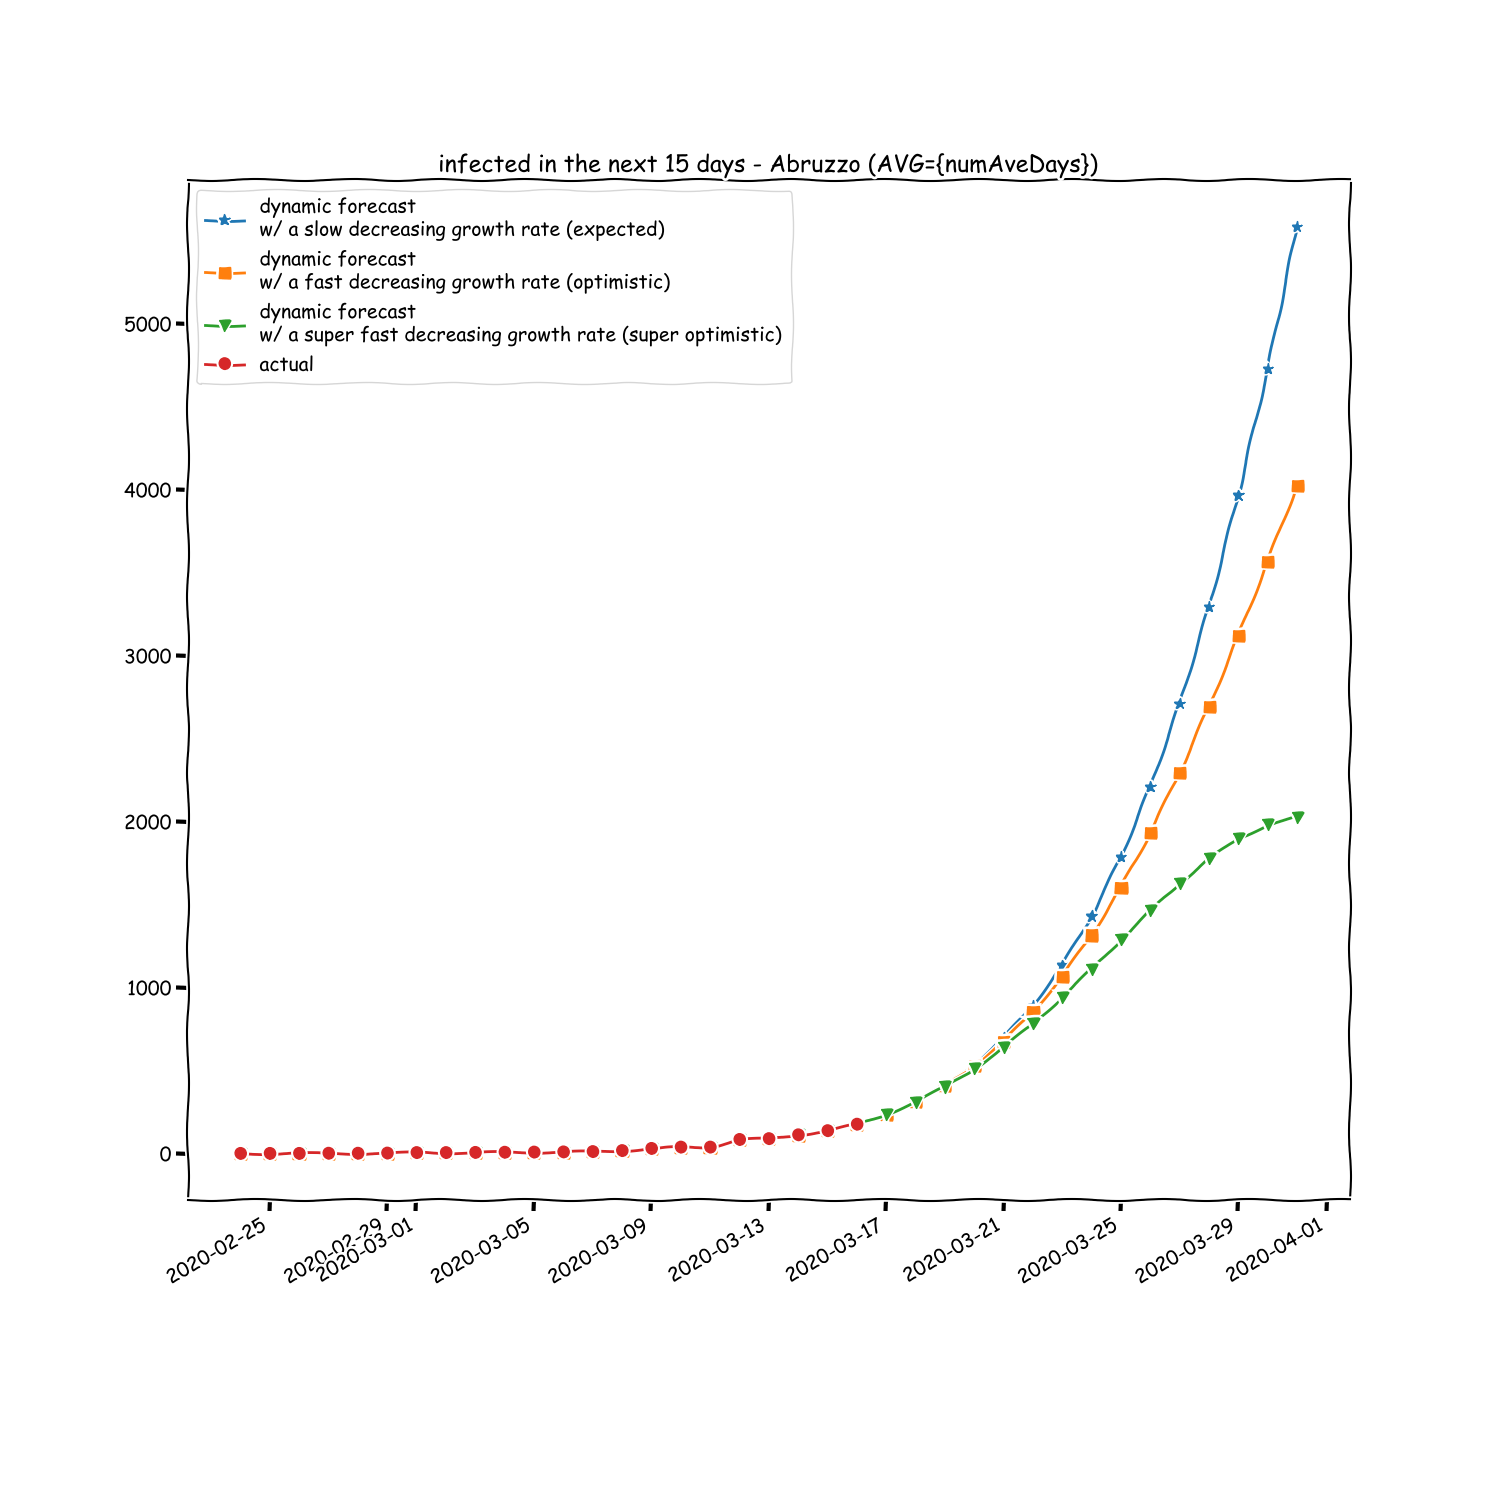 infected in the next 15 days - Abruzzo (AVG={numAveDays})
dynamic forecast
w/ a slow decreasing growth rate (expected)
dynamic forecast
w/ a fast decreasing growth rate (optimistic)
dynamic forecast
w/ a super fast decreasing growth rate (super optimistic)
actual
5000
4000
3000
2000
1000
0
2020-02-25
2020-02-29
2020-03-01
2020-03-05
2020-03-09
2020-03-13
2020-03-17
2020-03-21
2020-03-25
2020-03-29
2020-04-01